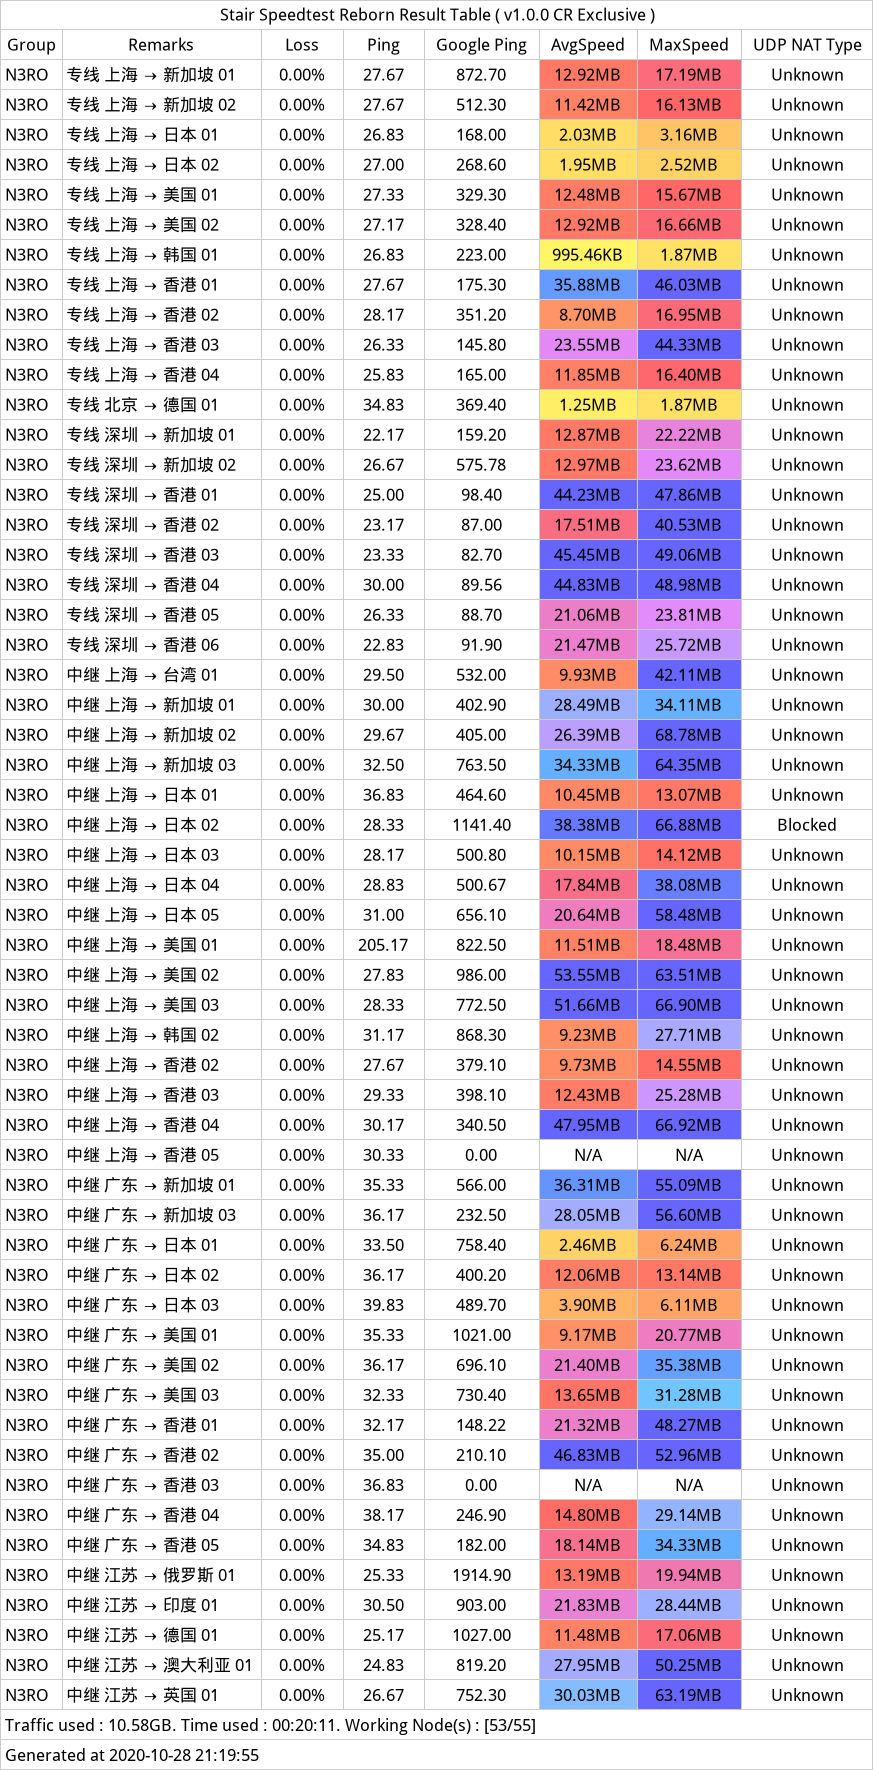 Stair Speedtest Reborn Result Table ( v1.0.0 CR Exclusive )
Group Remarks Loss Ping Google Ping AvgSpeed MaxSpeed UDP NAT Type
N3RO 专线 上海 → 新加坡 01 0.00% 27.67 872.70 12.92MB 17.19MB Unknown
N3RO 专线 上海 → 新加坡 02 0.00% 27.67 512.30 11.42MB 16.13MB Unknown
N3RO 专线 上海 → 日本 01 0.00% 26.83 168.00 2.03MB 3.16MB Unknown
N3RO 专线 上海 → 日本 02 0.00% 27.00 268.60 1.95MB 2.52MB Unknown
N3RO 专线 上海 → 美国 01 0.00% 27.33 329.30 12.48MB 15.67MB Unknown
N3RO 专线 上海 → 美国 02 0.00% 27.17 328.40 12.92MB 16.66MB Unknown
N3RO 专线 上海 → 韩国 01 0.00% 26.83 223.00 995.46KB 1.87MB Unknown
N3RO 专线 上海 → 香港 01 0.00% 27.67 175.30 35.88MB 46.03MB Unknown
N3RO 专线 上海 → 香港 02 0.00% 28.17 351.20 8.70MB 16.95MB Unknown
N3RO 专线 上海 → 香港 03 0.00% 26.33 145.80 23.55MB 44.33MB Unknown
N3RO 专线 上海 → 香港 04 0.00% 25.83 165.00 11.85MB 16.40MB Unknown
N3RO 专线 北京 → 德国 01 0.00% 34.83 369.40 1.25MB 1.87MB Unknown
N3RO 专线 深圳 → 新加坡 01 0.00% 22.17 159.20 12.87MB 22.22MB Unknown
N3RO 专线 深圳 → 新加坡 02 0.00% 26.67 575.78 12.97MB 23.62MB Unknown
N3RO 专线 深圳 → 香港 01 0.00% 25.00 98.40 44.23MB 47.86MB Unknown
N3RO 专线 深圳 → 香港 02 0.00% 23.17 87.00 17.51MB 40.53MB Unknown
N3RO 专线 深圳 → 香港 03 0.00% 23.33 82.70 45.45MB 49.06MB Unknown
N3RO 专线 深圳 → 香港 04 0.00% 30.00 89.56 44.83MB 48.98MB Unknown
N3RO 专线 深圳 → 香港 05 0.00% 26.33 88.70 21.06MB 23.81MB Unknown
N3RO 专线 深圳 → 香港 06 0.00% 22.83 91.90 21.47MB 25.72MB Unknown
N3RO 中继 上海 → 台湾 01 0.00% 29.50 532.00 9.93MB 42.11MB Unknown
N3RO 中继 上海 → 新加坡 01 0.00% 30.00 402.90 28.49MB 34.11MB Unknown
N3RO 中继 上海 → 新加坡 02 0.00% 29.67 405.00 26.39MB 68.78MB Unknown
N3RO 中继 上海 → 新加坡 03 0.00% 32.50 763.50 34.33MB 64.35MB Unknown
N3RO 中继 上海 → 日本 01 0.00% 36.83 464.60 10.45MB 13.07MB Unknown
N3RO 中继 上海 → 日本 02 0.00% 28.33 1141.40 38.38MB 66.88MB Blocked
N3RO 中继 上海 → 日本 03 0.00% 28.17 500.80 10.15MB 14.12MB Unknown
N3RO 中继 上海 → 日本 04 0.00% 28.83 500.67 17.84MB 38.08MB Unknown
N3RO 中继 上海 → 日本 05 0.00% 31.00 656.10 20.64MB 58.48MB Unknown
N3RO 中继 上海 → 美国 01 0.00% 205.17 822.50 11.51MB 18.48MB Unknown
N3RO 中继 上海 → 美国 02 0.00% 27.83 986.00 53.55MB 63.51MB Unknown
N3RO 中继 上海 → 美国 03 0.00% 28.33 772.50 51.66MB 66.90MB Unknown
N3RO 中继 上海 → 韩国 02 0.00% 31.17 868.30 9.23MB 27.71MB Unknown
N3RO 中继 上海 → 香港 02 0.00% 27.67 379.10 9.73MB 14.55MB Unknown
N3RO 中继 上海 → 香港 03 0.00% 29.33 398.10 12.43MB 25.28MB Unknown
N3RO 中继 上海 → 香港 04 0.00% 30.17 340.50 47.95MB 66.92MB Unknown
N3RO 中继 上海 → 香港 05 0.00% 30.33 0.00 N/A N/A Unknown
N3RO 中继 广东 → 新加坡 01 0.00% 35.33 566.00 36.31MB 55.09MB Unknown
N3RO 中继 广东 → 新加坡 03 0.00% 36.17 232.50 28.05MB 56.60MB Unknown
N3RO 中继 广东 → 日本 01 0.00% 33.50 758.40 2.46MB 6.24MB Unknown
N3RO 中继 广东 → 日本 02 0.00% 36.17 400.20 12.06MB 13.14MB Unknown
N3RO 中继 广东 → 日本 03 0.00% 39.83 489.70 3.90MB 6.11MB Unknown
N3RO 中继 广东 → 美国 01 0.00% 35.33 1021.00 9.17MB 20.77MB Unknown
N3RO 中继 广东 → 美国 02 0.00% 36.17 696.10 21.40MB 35.38MB Unknown
N3RO 中继 广东 → 美国 03 0.00% 32.33 730.40 13.65MB 31.28MB Unknown
N3RO 中继 广东 → 香港 01 0.00% 32.17 148.22 21.32MB 48.27MB Unknown
N3RO 中继 广东 → 香港 02 0.00% 35.00 210.10 46.83MB 52.96MB Unknown
N3RO 中继 广东 → 香港 03 0.00% 36.83 0.00 N/A N/A Unknown
N3RO 中继 广东 → 香港 04 0.00% 38.17 246.90 14.80MB 29.14MB Unknown
N3RO 中继 广东 → 香港 05 0.00% 34.83 182.00 18.14MB 34.33MB Unknown
N3RO 中继 江苏 → 俄罗斯 01 0.00% 25.33 1914.90 13.19MB 19.94MB Unknown
N3RO 中继 江苏 → 印度 01 0.00% 30.50 903.00 21.83MB 28.44MB Unknown
N3RO 中继 江苏 → 德国 01 0.00% 25.17 1027.00 11.48MB 17.06MB Unknown
N3RO 中继 江苏 → 澳大利亚 01 0.00% 24.83 819.20 27.95MB 50.25MB Unknown
N3RO 中继 江苏 → 英国 01 0.00% 26.67 752.30 30.03MB 63.19MB Unknown
Traffic used : 10.58GB. Time used : 00:20:11. Working Node(s) : [53/55]
Generated at 2020-10-28 21:19:55